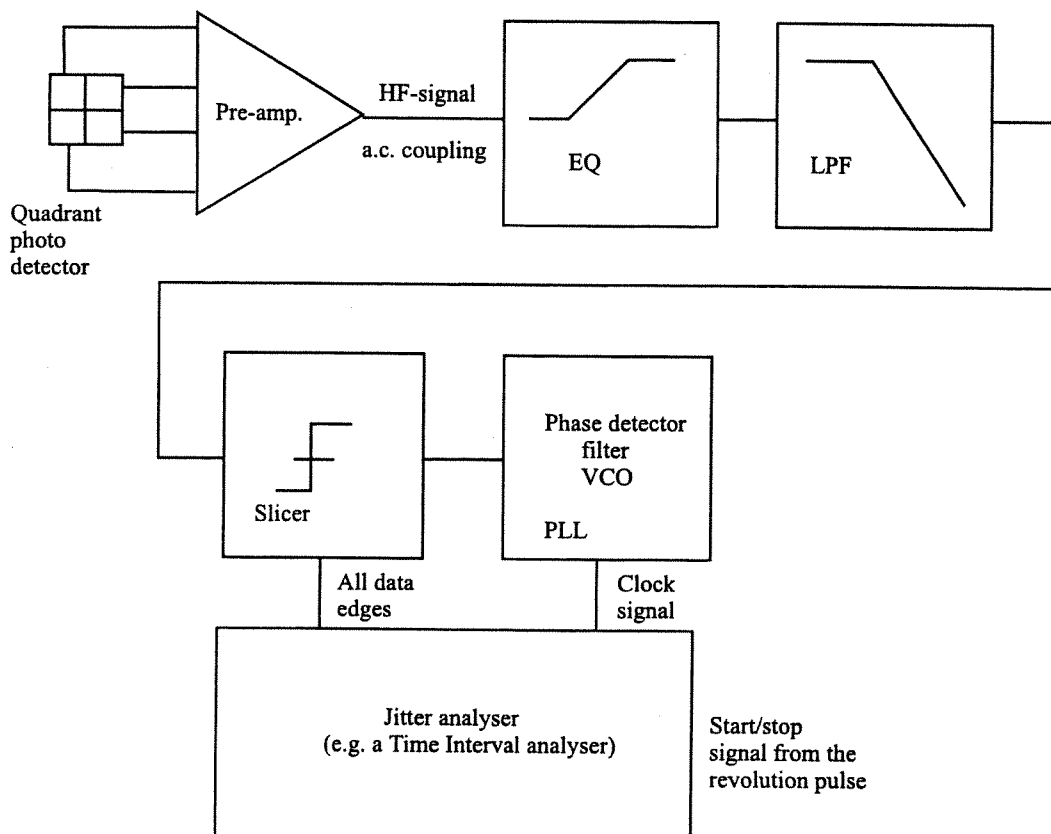 Pre-amp.
HF-signal
a.c. coupling
EQ
LPF
Quadrant
photo
detector
Slicer
Phase detector
filter
VCO
PLL
All data
edges
Clock
signal
Jitter analyser
(e.g. a Time Interval analyser)
Start/stop
signal from the
revolution pulse